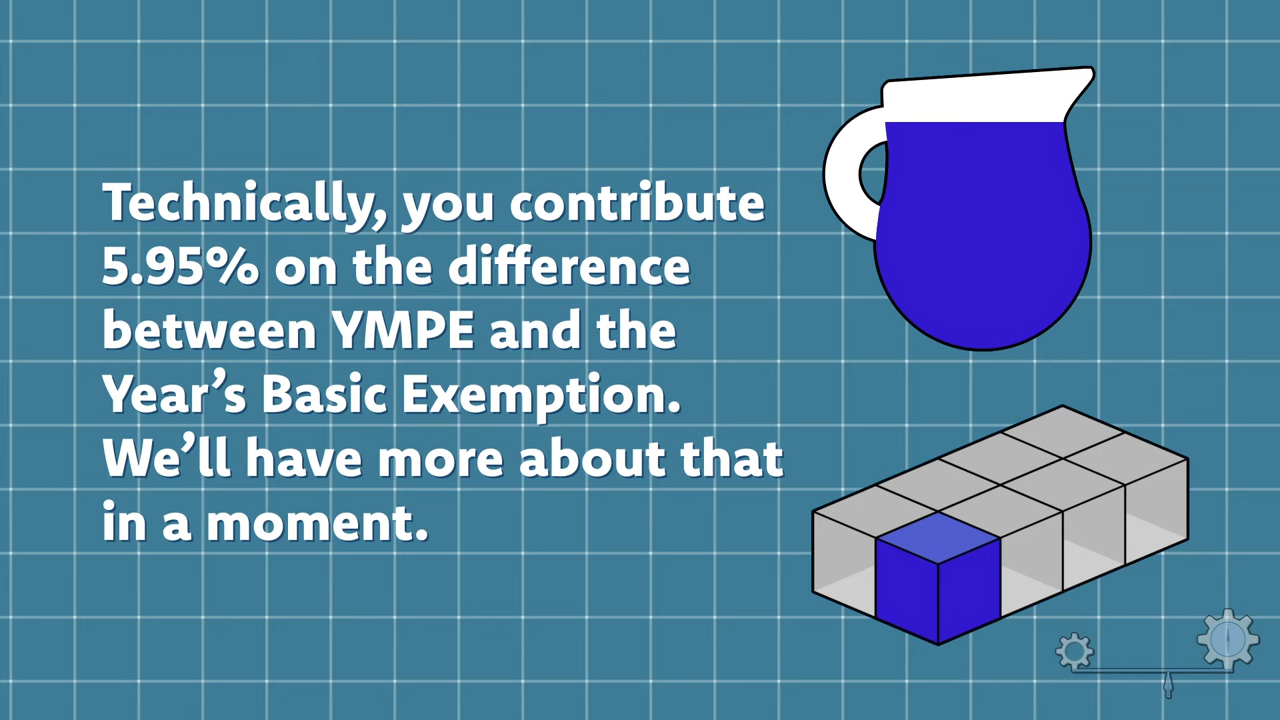 Technically, you contribute
5.95% on the difference
between YMPE and the
Year’s Basic Exemption.
We’ll have more about that
in a moment.